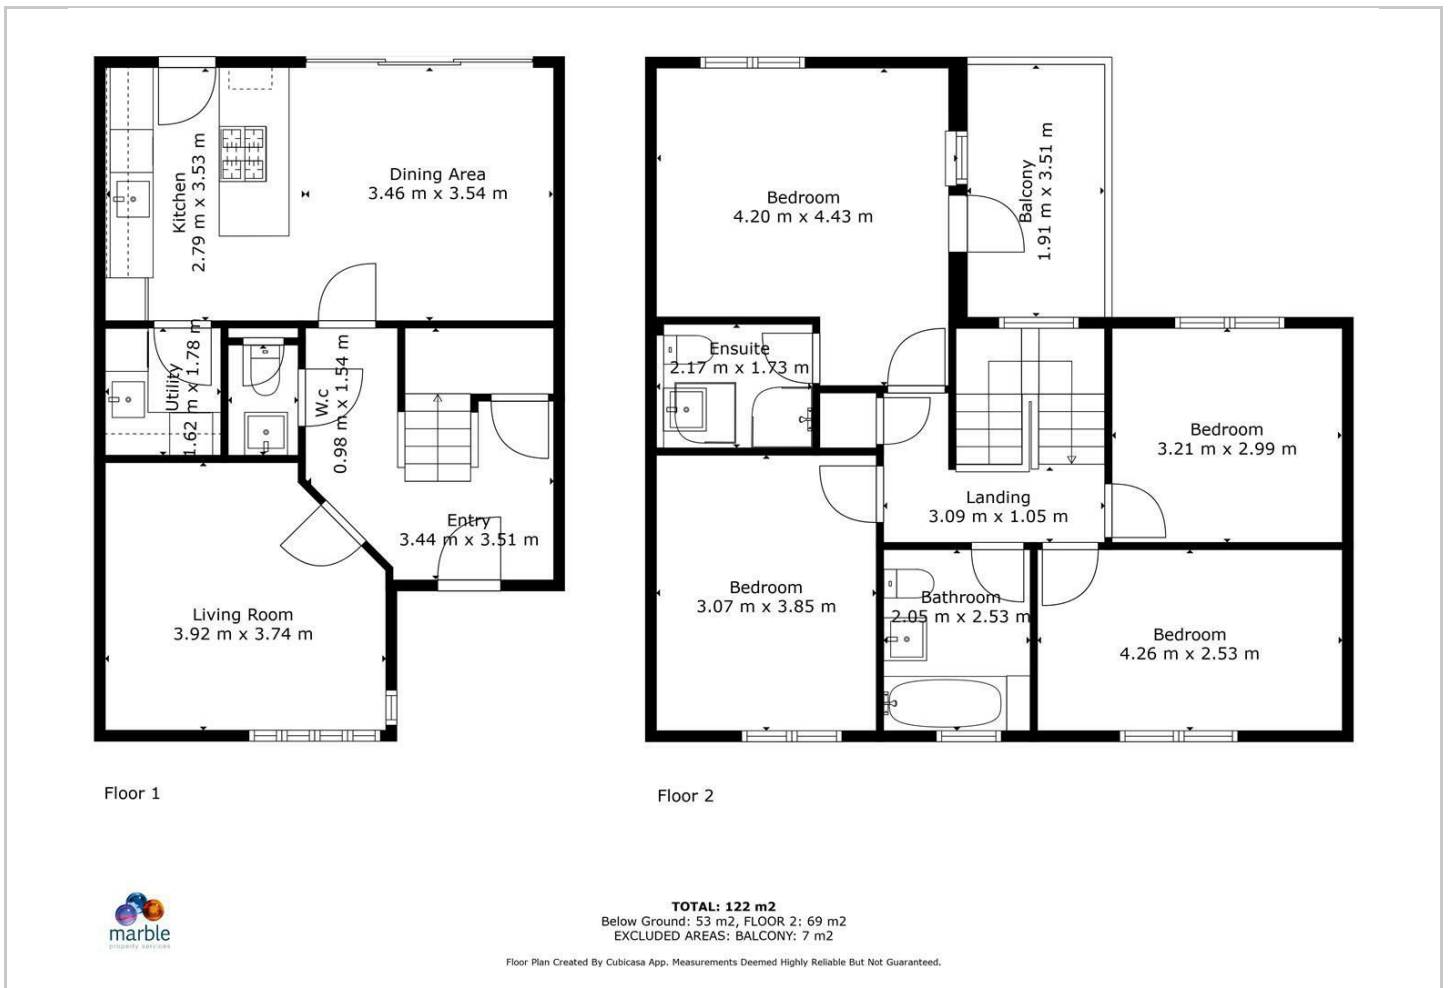 Kitchen
2.79 m x 3.53 m
Dining Area
3.46 m x 3.54 m
Utility
1.62 m x 1.78 m
W.c
0.98 m x 1.54 m
Entry
3.44 m x 3.51 m
Living Room
3.92 m x 3.74 m
Floor 1
Bedroom
4.20 m x 4.43 m
Balcony
1.91 m x 3.51 m
Ensuite
2.17 m x 1.73 m
Bedroom
3.21 m x 2.99 m
Landing
3.09 m x 1.05 m
Bedroom
3.07 m x 3.85 m
Bathroom
2.05 m x 2.53 m
Bedroom
4.26 m x 2.53 m
Floor 2
marble
property services
TOTAL: 122 m2
Below Ground: 53 m2, FLOOR 2: 69 m2
EXCLUDED AREAS: BALCONY: 7 m2
Floor Plan Created By Cubicasa App. Measurements Deemed Highly Reliable But Not Guaranteed.